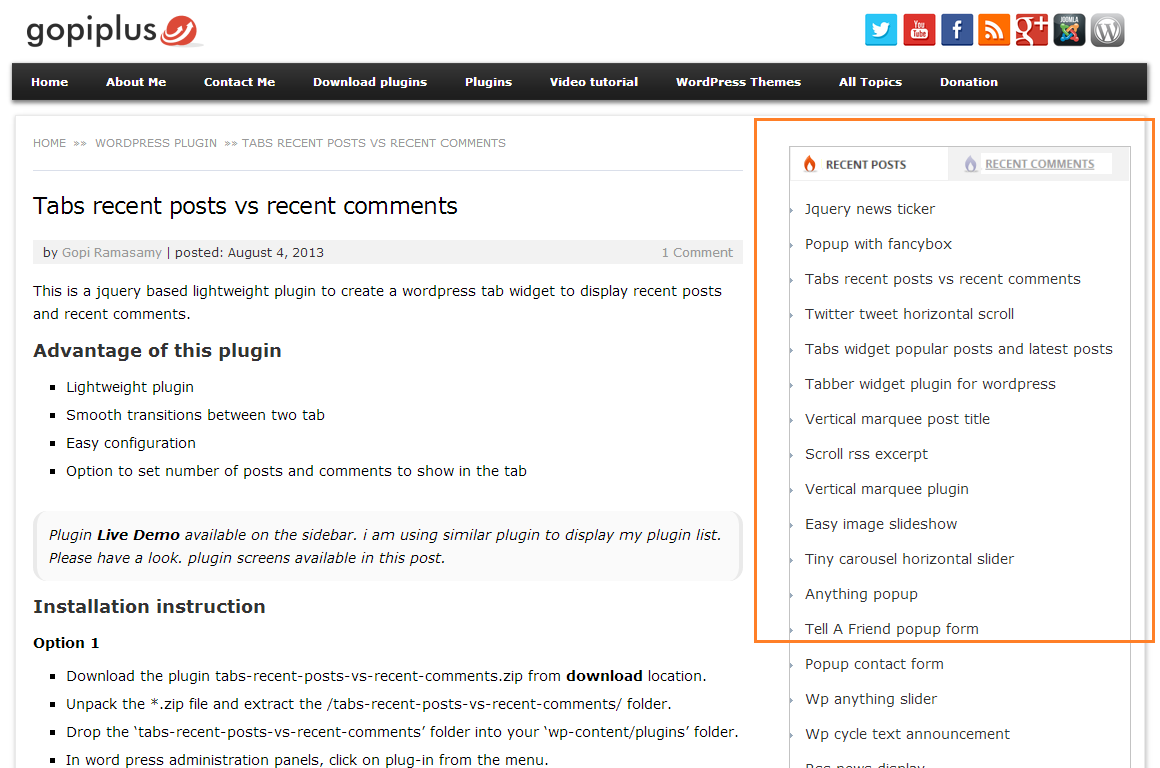 gopiplus
You Tube
g+
JOOMLA
Home About Me Contact Me Download plugins Plugins Video tutorial WordPress Themes All Topics Donation
HOME »» WORDPRESS PLUGIN »» TABS RECENT POSTS VS RECENT COMMENTS
Tabs recent posts vs recent comments
by Gopi Ramasamy | posted: August 4, 2013 1 Comment
This is a jquery based lightweight plugin to create a wordpress tab widget to display recent posts
and recent comments.
Advantage of this plugin
Lightweight plugin
Smooth transitions between two tab
Easy configuration
Option to set number of posts and comments to show in the tab
Plugin Live Demo available on the sidebar. i am using similar plugin to display my plugin list.
Please have a look. plugin screens available in this post.
Installation instruction
Option 1
Download the plugin tabs-recent-posts-vs-recent-comments.zip from download location.
Unpack the *.zip file and extract the /tabs-recent-posts-vs-recent-comments/ folder.
Drop the ‘tabs-recent-posts-vs-recent-comments’ folder into your ‘wp-content/plugins’ folder.
In word press administration panels, click on plug-in from the menu.
RECENT POSTS RECENT COMMENTS
Jquery news ticker
Popup with fancybox
Tabs recent posts vs recent comments
Twitter tweet horizontal scroll
Tabs widget popular posts and latest posts
Tabber widget plugin for wordpress
Vertical marquee post title
Scroll rss excerpt
Vertical marquee plugin
Easy image slideshow
Tiny carousel horizontal slider
Anything popup
Tell A Friend popup form
Popup contact form
Wp anything slider
Wp cycle text announcement
Rss news display